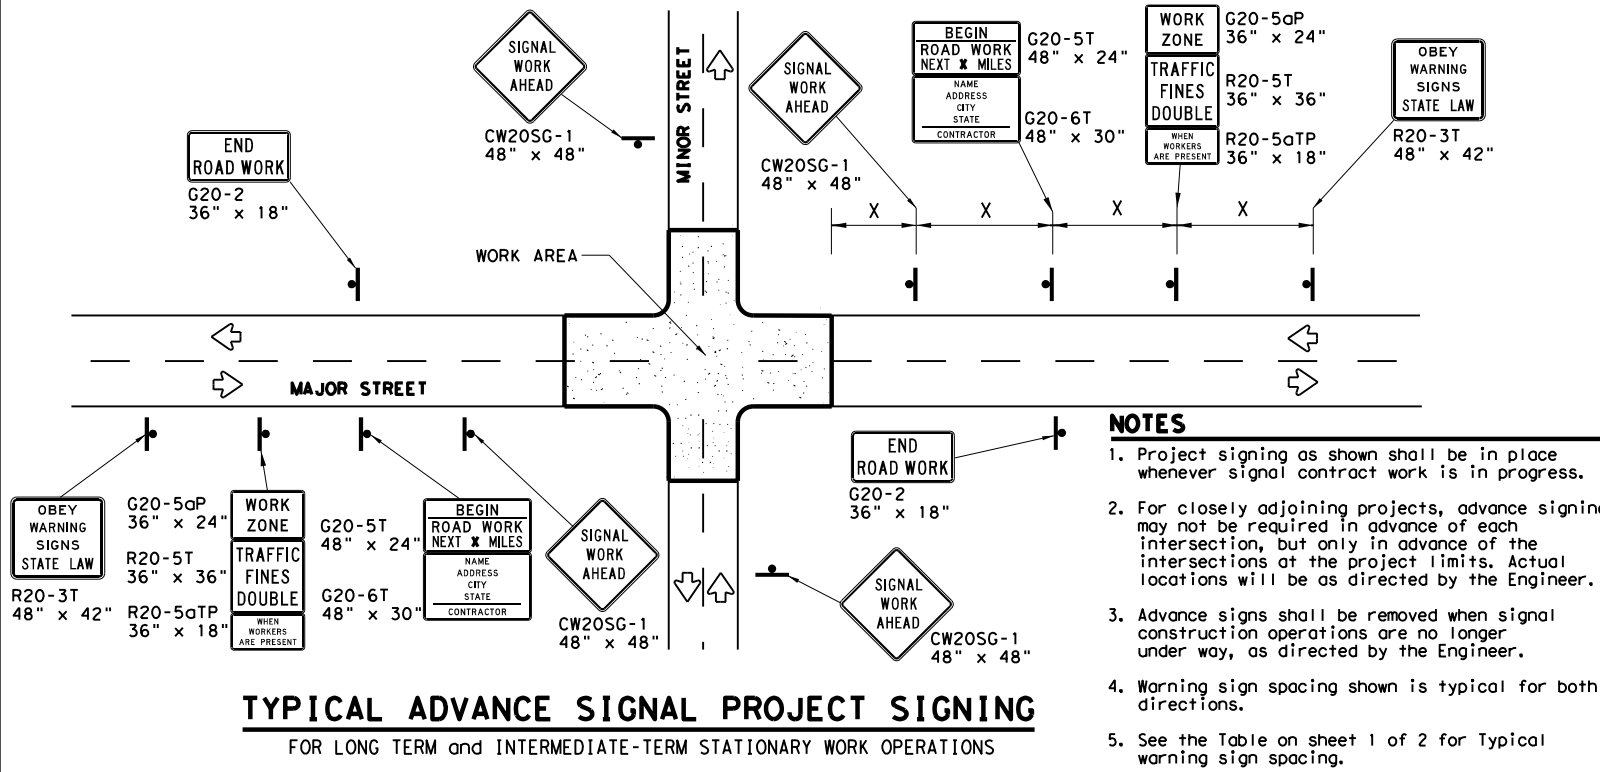 SIGNAL
WORK
AHEAD
CW20SG-1
48" x 48"
END
ROAD WORK
G20-2
36" x 18"
MINOR STREET
SIGNAL
WORK
AHEAD
CW20SG-1
48" x 48"
BEGIN
ROAD WORK
NEXT X MILES
NAME
ADDRESS
CITY
STATE
CONTRACTOR
G20-5T
48" x 24"
G20-6T
48" x 30"
WORK
ZONE
TRAFFIC
FINES
DOUBLE
WHEN
WORKERS
ARE PRESENT
G20-5aP
36" x 24"
R20-5T
36" x 36"
R20-5aTP
36" x 18"
OBEY
WARNING
SIGNS
STATE LAW
R20-3T
48" x 42"
X X X X
WORK AREA
MAJOR STREET
OBEY
WARNING
SIGNS
STATE LAW
R20-3T
48" x 42"
G20-5aP
36" x 24"
R20-5T
36" x 36"
R20-5aTP
36" x 18"
WORK
ZONE
TRAFFIC
FINES
DOUBLE
WHEN
WORKERS
ARE PRESENT
G20-5T
48" x 24"
G20-6T
48" x 30"
BEGIN
ROAD WORK
NEXT X MILES
NAME
ADDRESS
CITY
STATE
CONTRACTOR
SIGNAL
WORK
AHEAD
CW20SG-1
48" x 48"
END
ROAD WORK
G20-2
36" x 18"
SIGNAL
WORK
AHEAD
CW20SG-1
48" x 48"
NOTES
1. Project signing as shown shall be in place
whenever signal contract work is in progress.
2. For closely adjoining projects, advance signing
may not be required in advance of each
intersection, but only in advance of the
intersections at the project limits. Actual
locations will be as directed by the Engineer.
3. Advance signs shall be removed when signal
construction operations are no longer
under way, as directed by the Engineer.
4. Warning sign spacing shown is typical for both
directions.
5. See the Table on sheet 1 of 2 for Typical
warning sign spacing.
TYPICAL ADVANCE SIGNAL PROJECT SIGNING
FOR LONG TERM and INTERMEDIATE-TERM STATIONARY WORK OPERATIONS